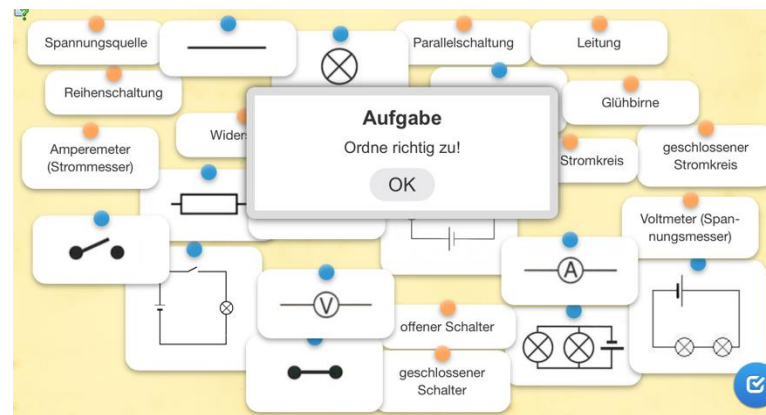 Spannungsquelle
Parallelschaltung
Leitung
Reihenschaltung
Glühbirne
Aufgabe
Ordne richtig zu!
OK
Amperemeter
(Strommesser)
Stromkreis
geschlossener
Stromkreis
Voltmeter (Span-
nungsmesser)
A
V
offener Schalter
geschlossener
Schalter